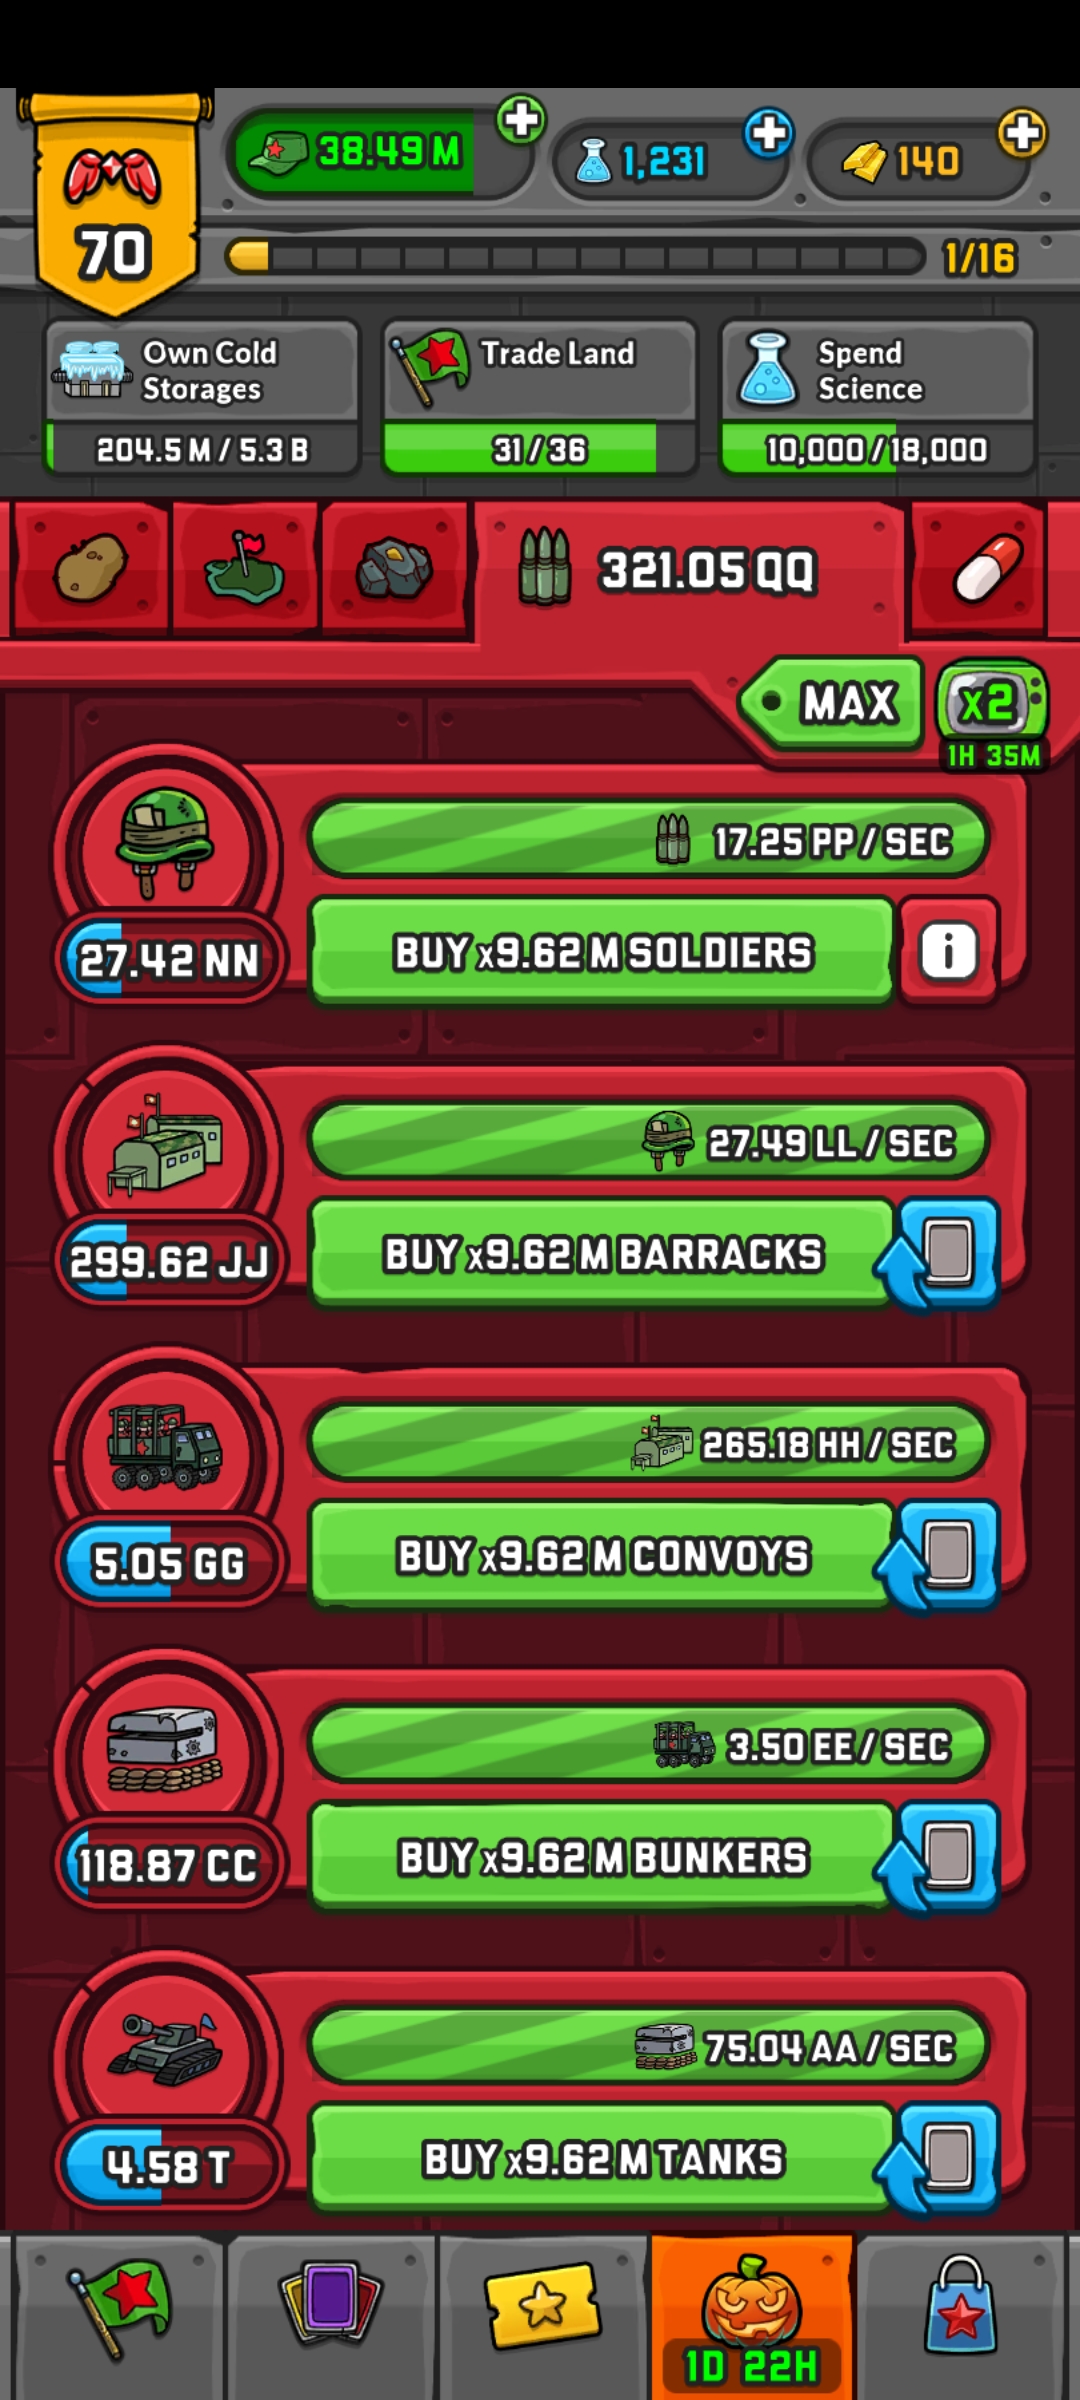 38.49 M
1,231
140
70
1/16
Own Cold
Storages
204.5 M / 5.3 B
Trade Land
31 / 36
Spend
Science
10,000 / 18,000
321.05 QQ
MAX
x2
1H 35M
17.25 PP / SEC
27.42 NN
BUY x9.62 M SOLDIERS
i
27.49 LL / SEC
299.62 JJ
BUY x9.62 M BARRACKS
265.18 HH / SEC
5.05 GG
BUY x9.62 M CONVOYS
3.50 EE / SEC
118.87 CC
BUY x9.62 M BUNKERS
75.04 AA / SEC
4.58 T
BUY x9.62 M TANKS
1D 22H